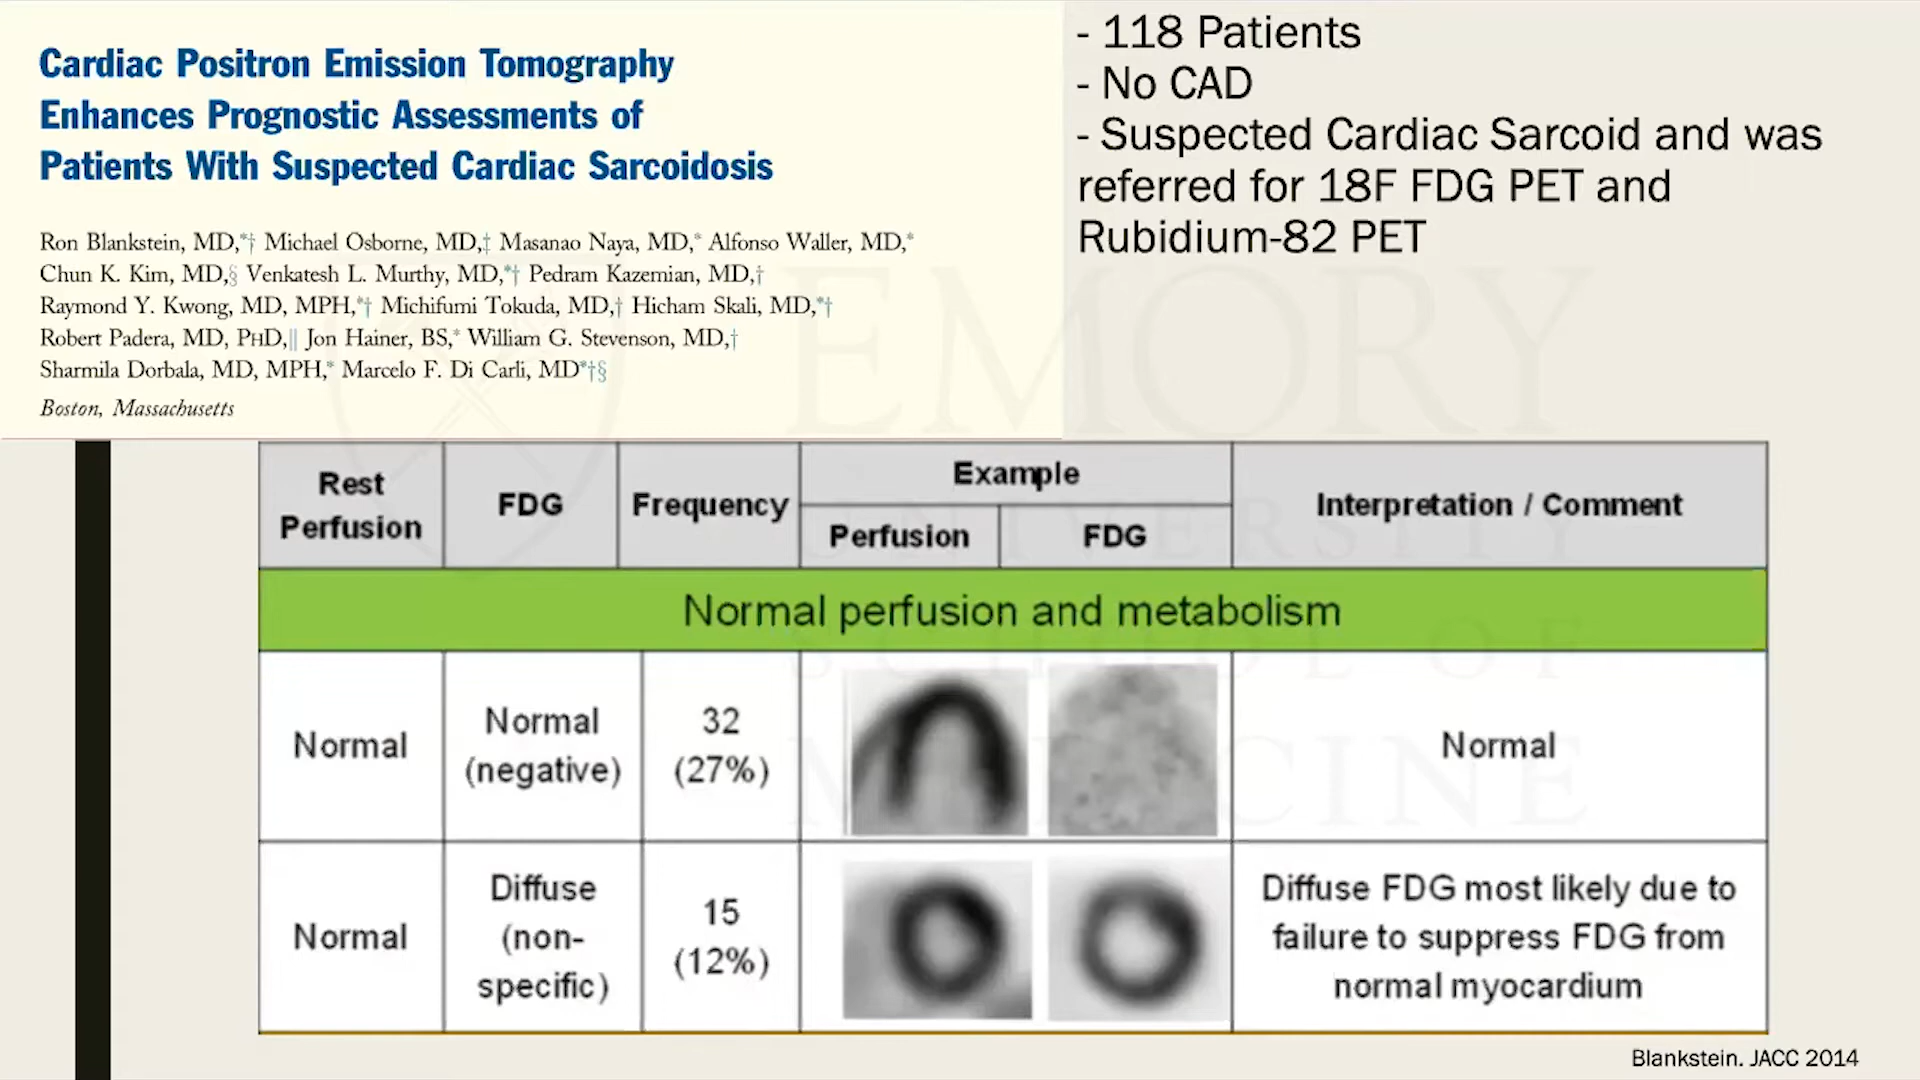 Cardiac Positron Emission Tomography
Enhances Prognostic Assessments of
Patients With Suspected Cardiac Sarcoidosis
Ron Blankstein, MD,*† Michael Osborne, MD,‡ Masanao Naya, MD,* Alfonso Waller, MD,*
Chun K. Kim, MD,§ Venkatesh L. Murthy, MD,*† Pedram Kazemian, MD,†
Raymond Y. Kwong, MD, MPH,*† Michifumi Tokuda, MD,† Hicham Skali, MD,*†
Robert Padera, MD, PHD,|| Jon Hainer, BS,* William G. Stevenson, MD,†
Sharmila Dorbala, MD, MPH,* Marcelo F. Di Carli, MD*†§
Boston, Massachusetts
- 118 Patients
- No CAD
- Suspected Cardiac Sarcoid and was
referred for 18F FDG PET and
Rubidium-82 PET
Rest
Perfusion
FDG
Frequency
Example
Perfusion
FDG
Interpretation / Comment
Normal perfusion and metabolism
Normal
Normal
(negative)
32
(27%)
Normal
Normal
Diffuse
(non-
specific)
15
(12%)
Diffuse FDG most likely due to
failure to suppress FDG from
normal myocardium
Blankstein. JACC 2014
EMORY
UNIVERSITY
SCHOOL OF
MEDICINE